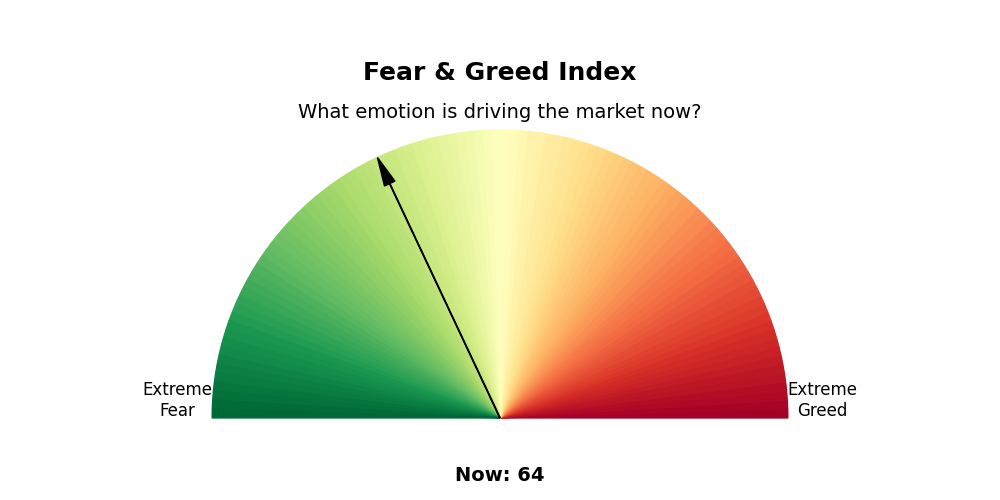 Fear & Greed Index
What emotion is driving the market now?
Extreme
Fear
Extreme
Greed
Now: 64